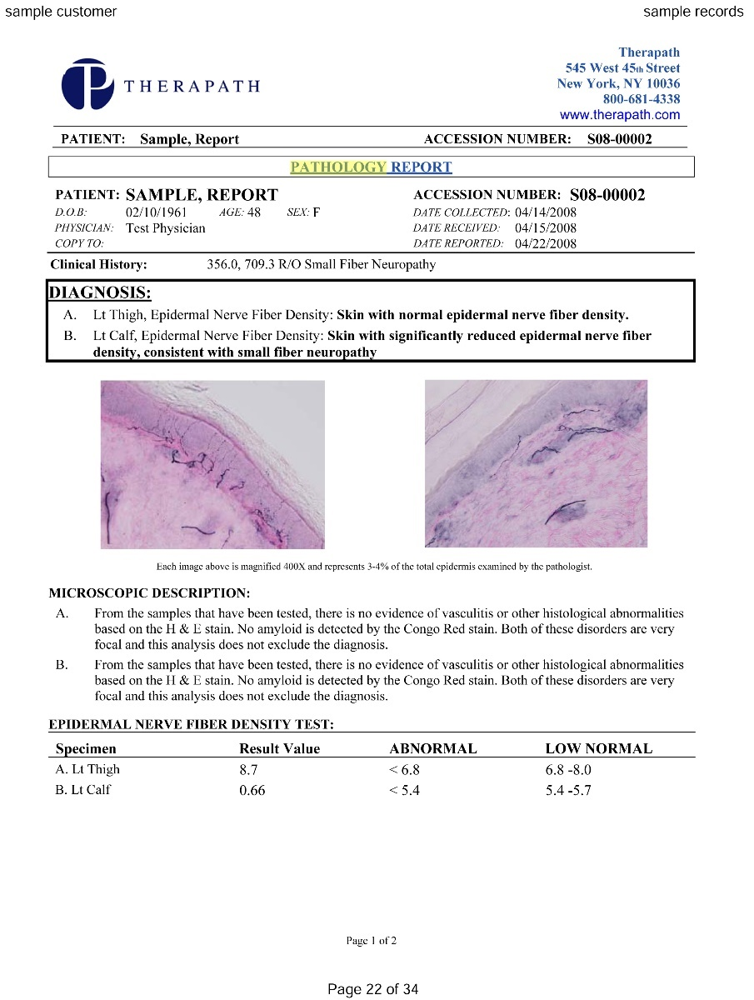 sample customer
sample records
THERAPATH
Therapath
545 West 45th Street
New York, NY 10036
800-681-4338
www.therapath.com
PATIENT: Sample, Report ACCESSION NUMBER: S08-00002
PATHOLOGY REPORT
PATIENT: SAMPLE, REPORT ACCESSION NUMBER: S08-00002
D.O.B: 02/10/1961 AGE: 48 SEX: F DATE COLLECTED: 04/14/2008
PHYSICIAN: Test Physician DATE RECEIVED: 04/15/2008
COPY TO: DATE REPORTED: 04/22/2008
Clinical History: 356.0, 709.3 R/O Small Fiber Neuropathy
DIAGNOSIS:
A. Lt Thigh, Epidermal Nerve Fiber Density: Skin with normal epidermal nerve fiber density.
B. Lt Calf, Epidermal Nerve Fiber Density: Skin with significantly reduced epidermal nerve fiber
density, consistent with small fiber neuropathy
Each image above is magnified 400X and represents 3-4% of the total epidermis examined by the pathologist.
MICROSCOPIC DESCRIPTION:
A. From the samples that have been tested, there is no evidence of vasculitis or other histological abnormalities
based on the H & E stain. No amyloid is detected by the Congo Red stain. Both of these disorders are very
focal and this analysis does not exclude the diagnosis.
B. From the samples that have been tested, there is no evidence of vasculitis or other histological abnormalities
based on the H & E stain. No amyloid is detected by the Congo Red stain. Both of these disorders are very
focal and this analysis does not exclude the diagnosis.
EPIDERMAL NERVE FIBER DENSITY TEST:
Specimen Result Value ABNORMAL LOW NORMAL
A. Lt Thigh 8.7 < 6.8 6.8 -8.0
B. Lt Calf 0.66 < 5.4 5.4 -5.7
Page 1 of 2
Page 22 of 34